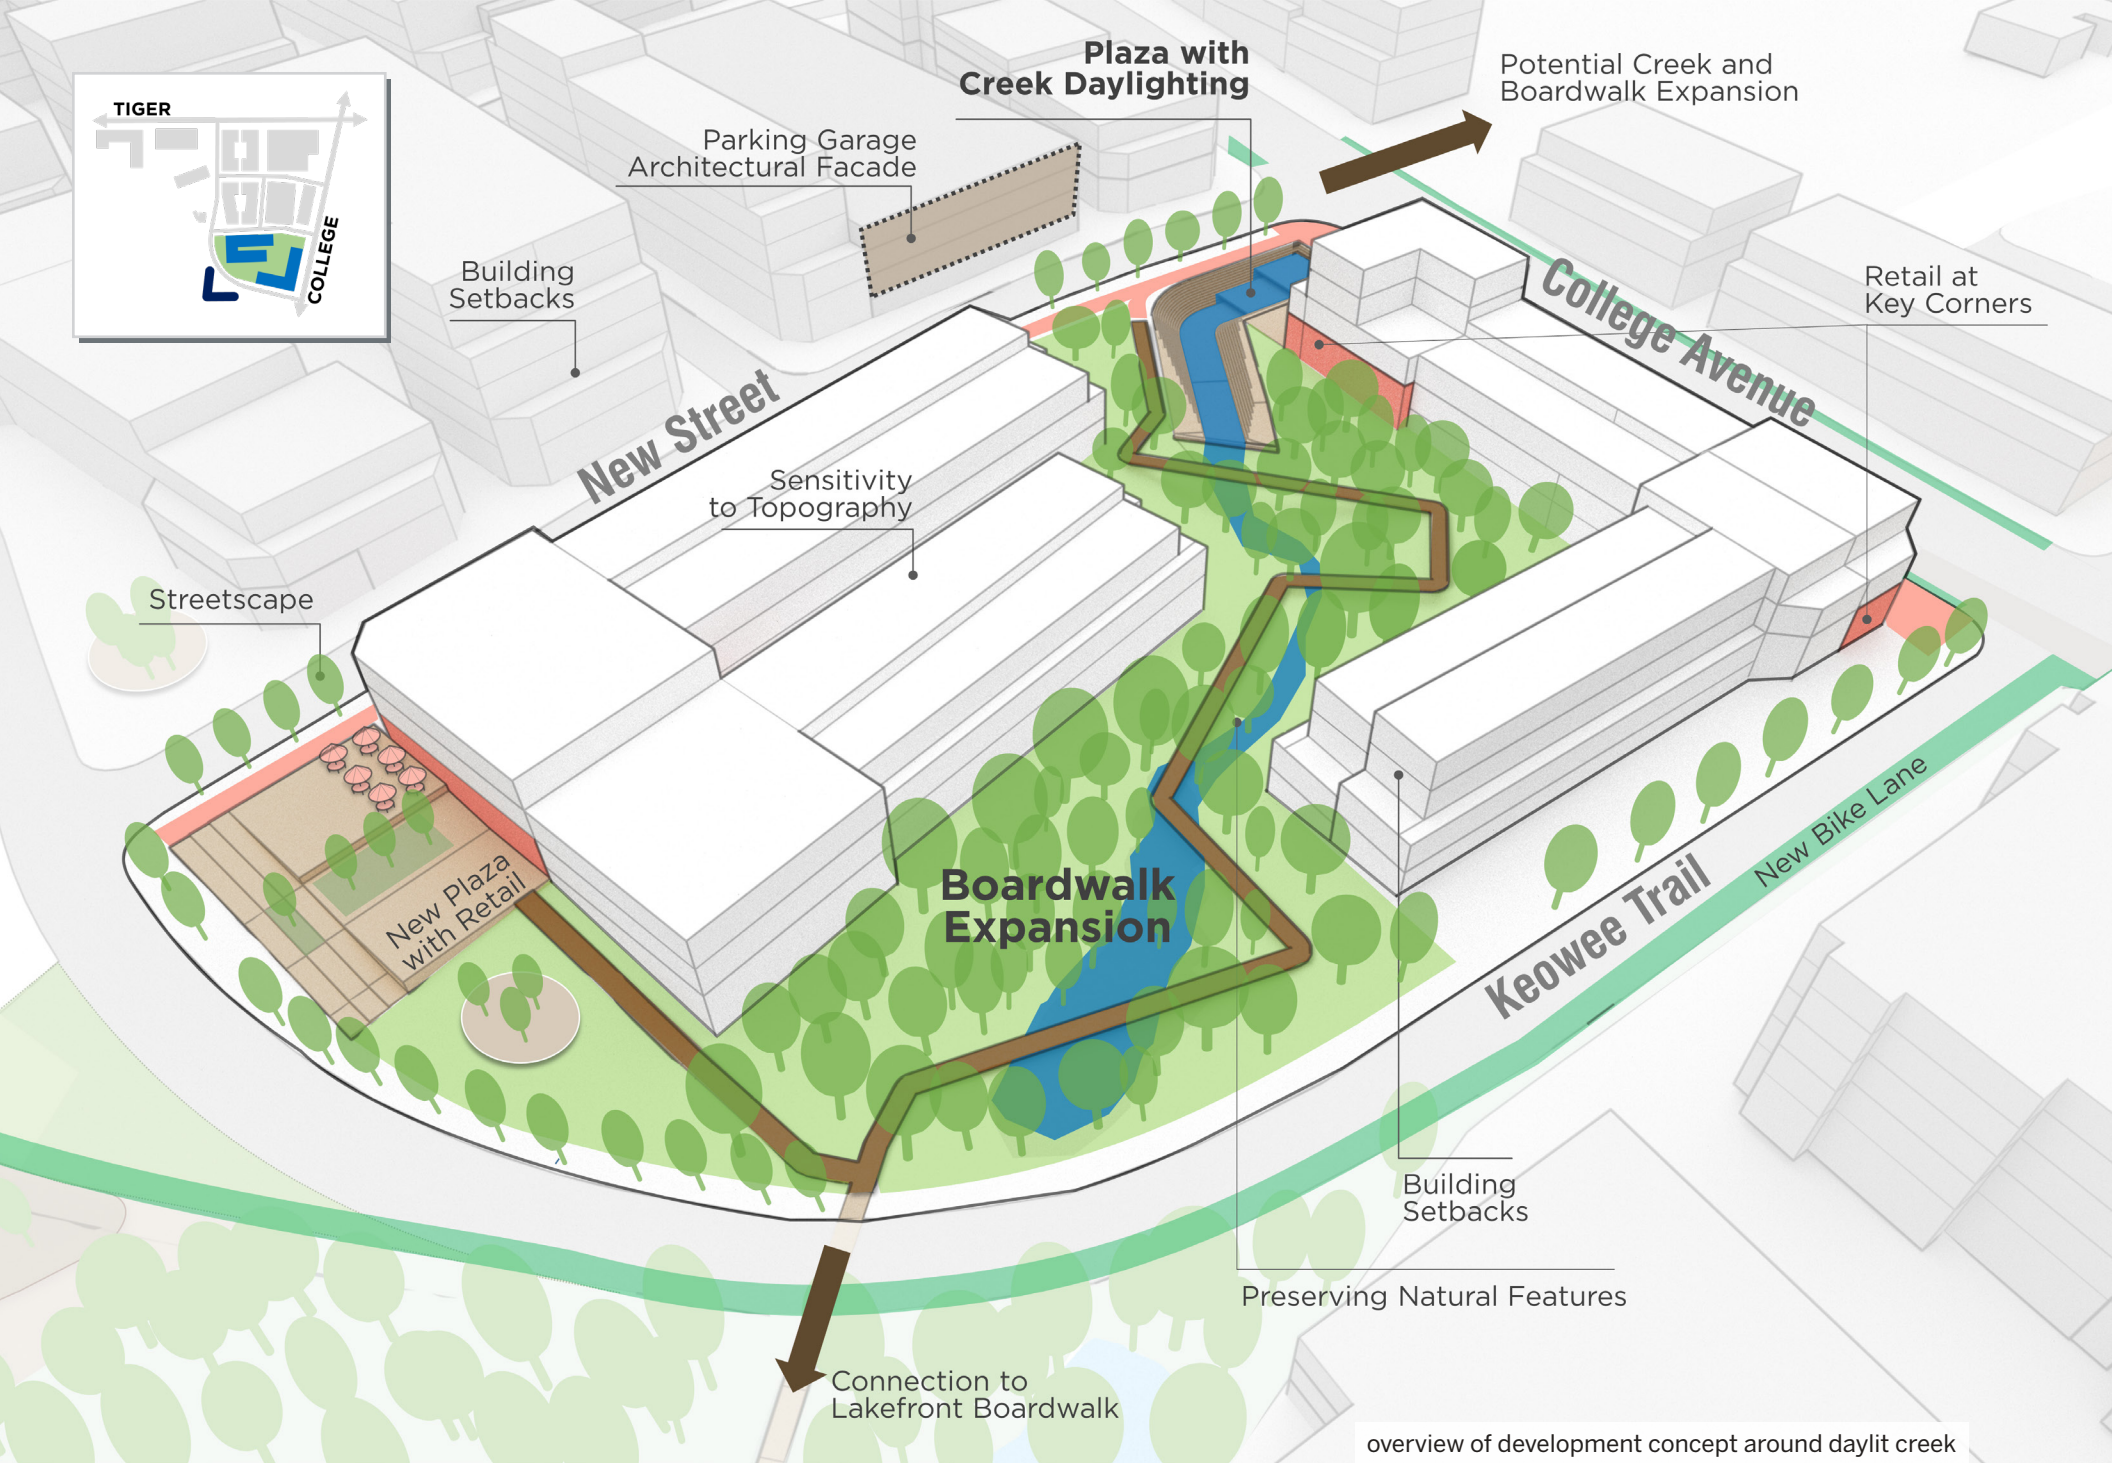 TIGER
COLLEGE
Plaza with
Creek Daylighting
Potential Creek and
Boardwalk Expansion
Parking Garage
Architectural Facade
Building
Setbacks
Retail at
Key Corners
College Avenue
New Street
Sensitivity
to Topography
Streetscape
New Plaza
with Retail
Boardwalk
Expansion
New Bike Lane
Keowee Trail
Building
Setbacks
Preserving Natural Features
Connection to
Lakefront Boardwalk
overview of development concept around daylit creek